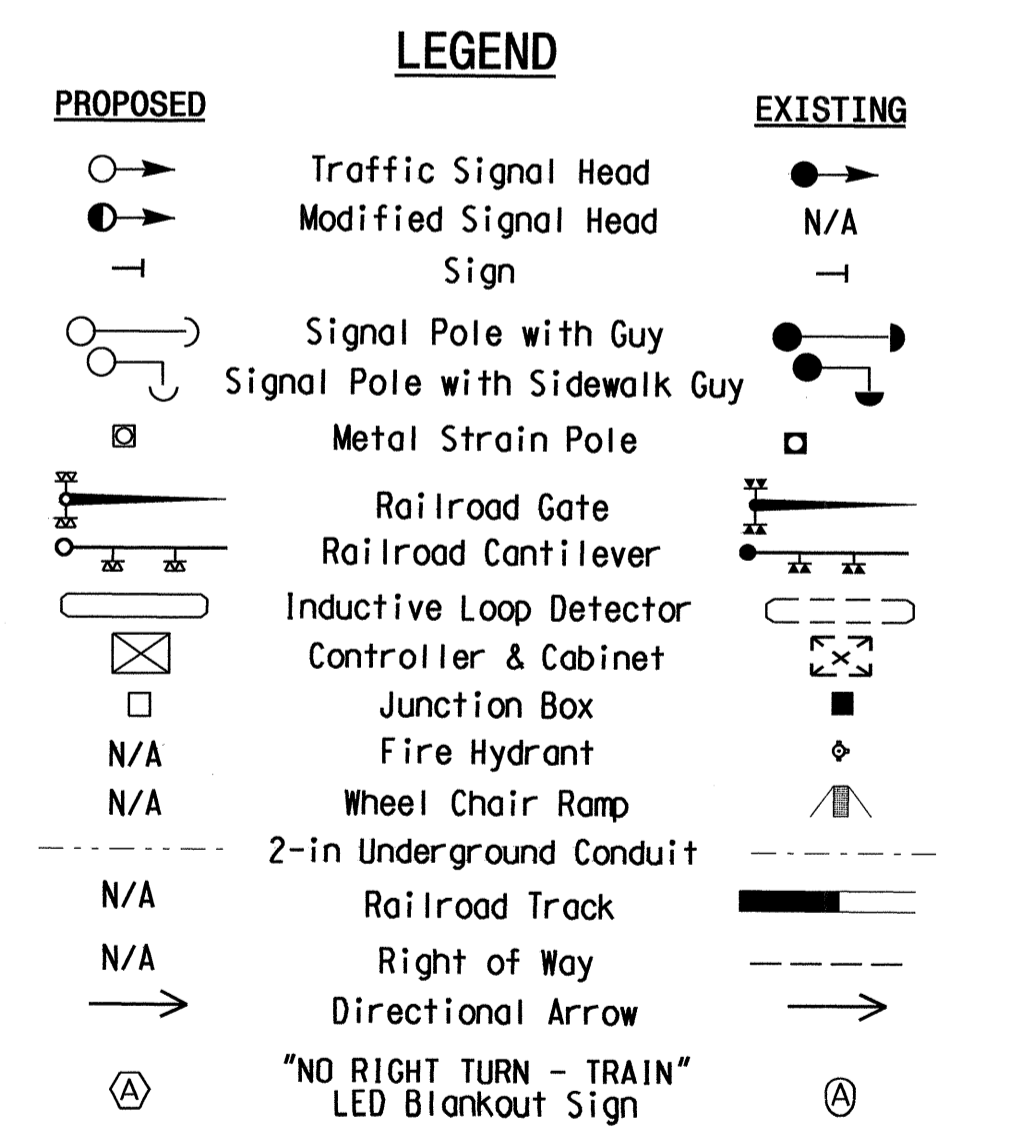 LEGEND
PROPOSED EXISTING
Traffic Signal Head
Modified Signal Head N/A
Sign
Signal Pole with Guy
Signal Pole with Sidewalk Guy
Metal Strain Pole
Railroad Gate
Railroad Cantilever
Inductive Loop Detector
Controller & Cabinet
Junction Box
N/A Fire Hydrant
N/A Wheel Chair Ramp
2-in Underground Conduit
N/A Railroad Track
N/A Right of Way
Directional Arrow
"NO RIGHT TURN - TRAIN"
A LED Blankout Sign A